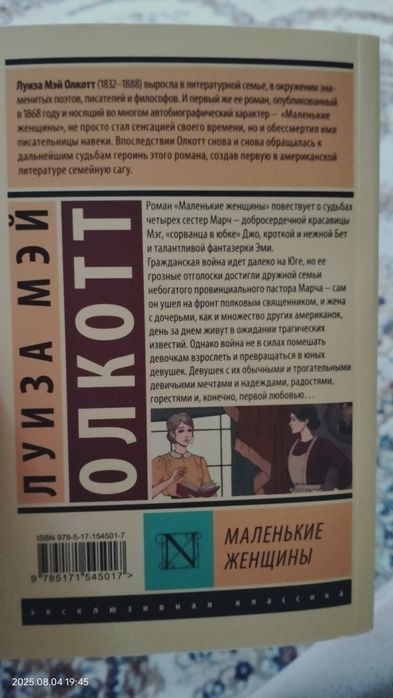 Луиза Мэй Олкотт (1832–1888) выросла в литературной семье, в окружении зна-
менитых поэтов, писателей и философов. И первый же ее роман, опубликованный
в 1868 году и носящий во многом автобиографический характер – «Маленькие
женщины», не просто стал сенсацией своего времени, но и обессмертил имя
писательницы навеки. Впоследствии Олкотт снова и снова обращалась к
дальнейшим судьбам героинь этого романа, создав первую в американской
литературе семейную сагу.
ЛУИЗА МЭЙ
ОЛКОТТ
Роман «Маленькие женщины» повествует о судьбах
четырех сестер Марч – добросердечной красавицы
Мэг, «сорванца в юбке» Джо, кроткой и нежной Бет
и талантливой фантазерки Эми.
Гражданская война идет далеко на Юге, но ее
грозные отголоски достигли дружной семьи
небогатого провинциального пастора Марча – сам
он ушел на фронт полковым священником, и жена
с дочерьми, как и множество других американок,
день за днем живут в ожидании трагических
известий. Однако война не в силах помешать
девочкам взрослеть и превращаться в юных
девушек. Девушек с их обычными и трогательными
девичьими мечтами и надеждами, радостями,
горестями и, конечно, первой любовью…
ISBN 978-5-17-154501-7
9 785171 545017 >
N
МАЛЕНЬКИЕ
ЖЕНЩИНЫ
эксклюзивная классика
2025.08.04 19:45